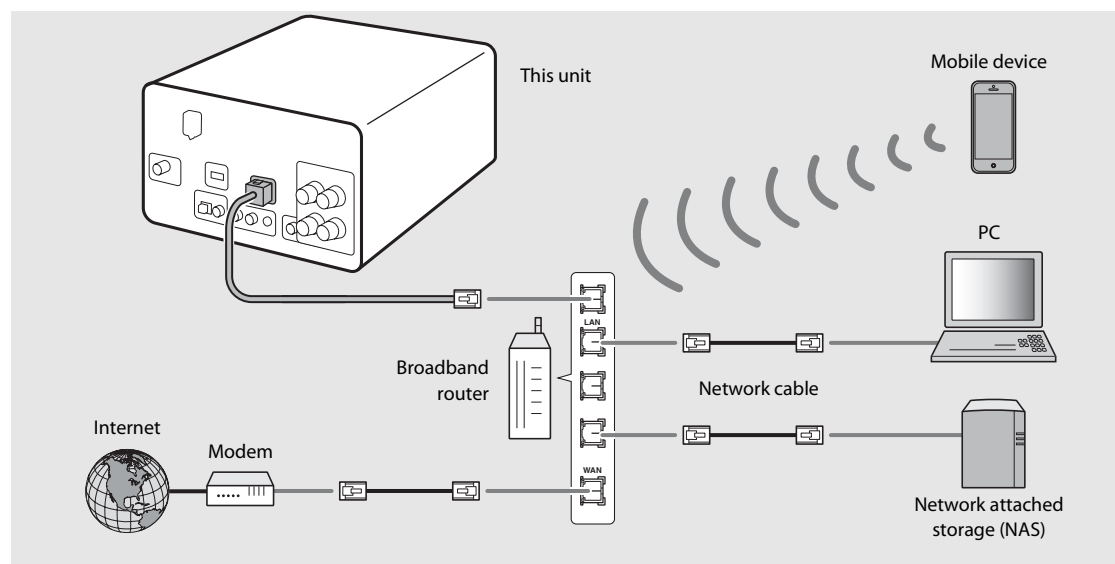 This unit
Mobile device
PC
LAN
Broadband
router
Network cable
Internet
Modem
WAN
Network attached
storage (NAS)